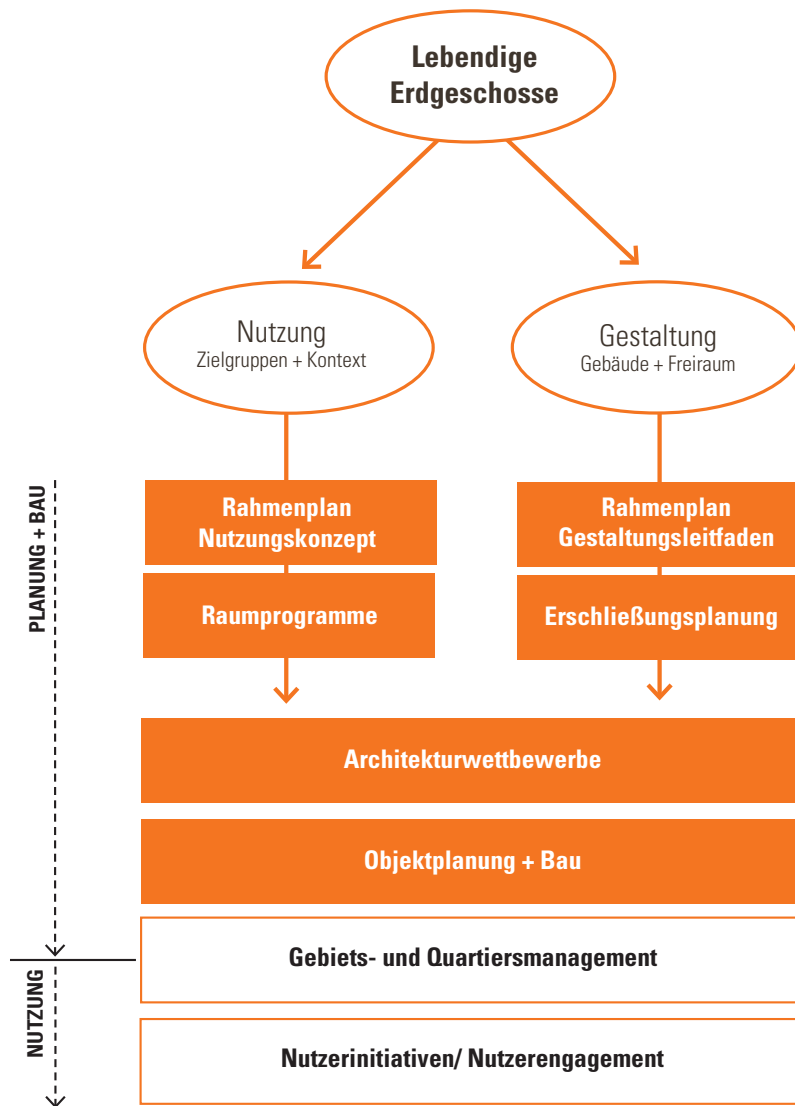 Lebendige
Erdgeschosse
Nutzung
Zielgruppen + Kontext
Gestaltung
Gebäude + Freiraum
PLANUNG + BAU
Rahmenplan
Nutzungskonzept
Rahmenplan
Gestaltungsleitfaden
Raumprogramme
Erschließungsplanung
Architekturwettbewerbe
Objektplanung + Bau
Gebiets- und Quartiersmanagement
NUTZUNG
Nutzerinitiativen/ Nutzerengagement